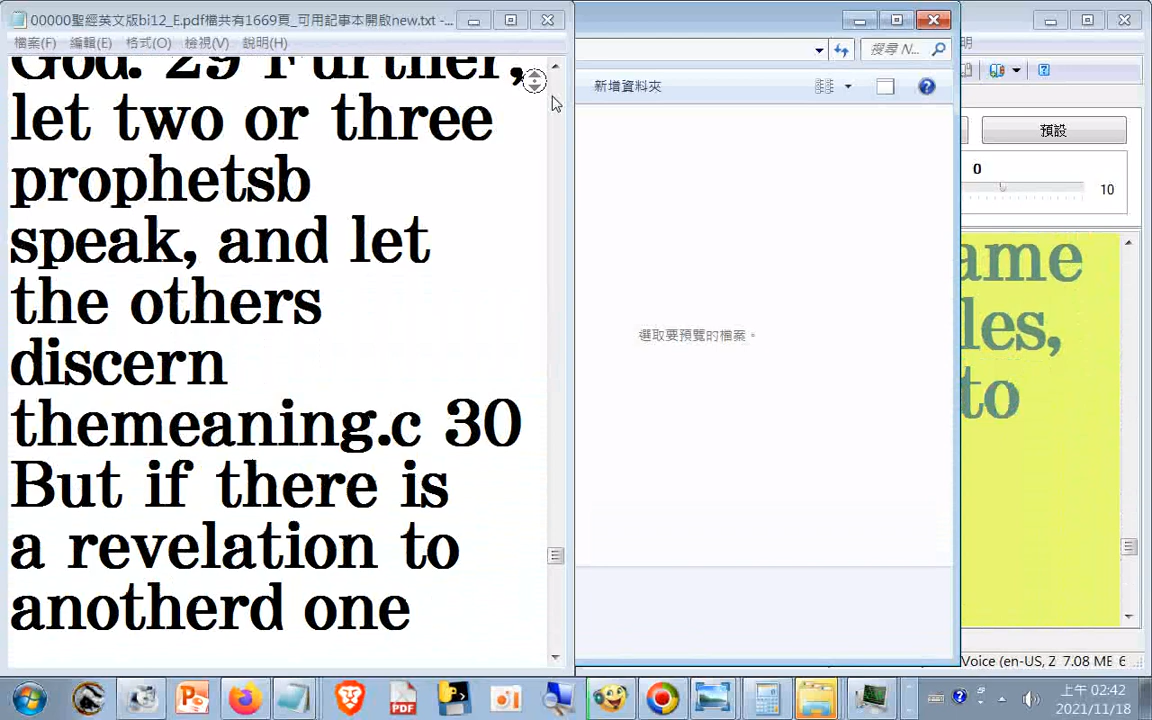 00000聖經英文版bi12_E.pdf檔共有1669頁_可用記事本開啟new.txt -...
檔案(F) 編輯(E) 格式(O) 檢視(V) 說明(H)
God. 29 Further,
let two or three
prophetsb
speak, and let
the others
discern
themeaning.c 30
But if there is
a revelation to
anotherd one
搜尋 N...
新增資料夾
選取要預覽的檔案。
明
預設
0
10
ame
les,
to
Voice (en-US, Z 7.08 ME 6
上午 02:42
2021/11/18